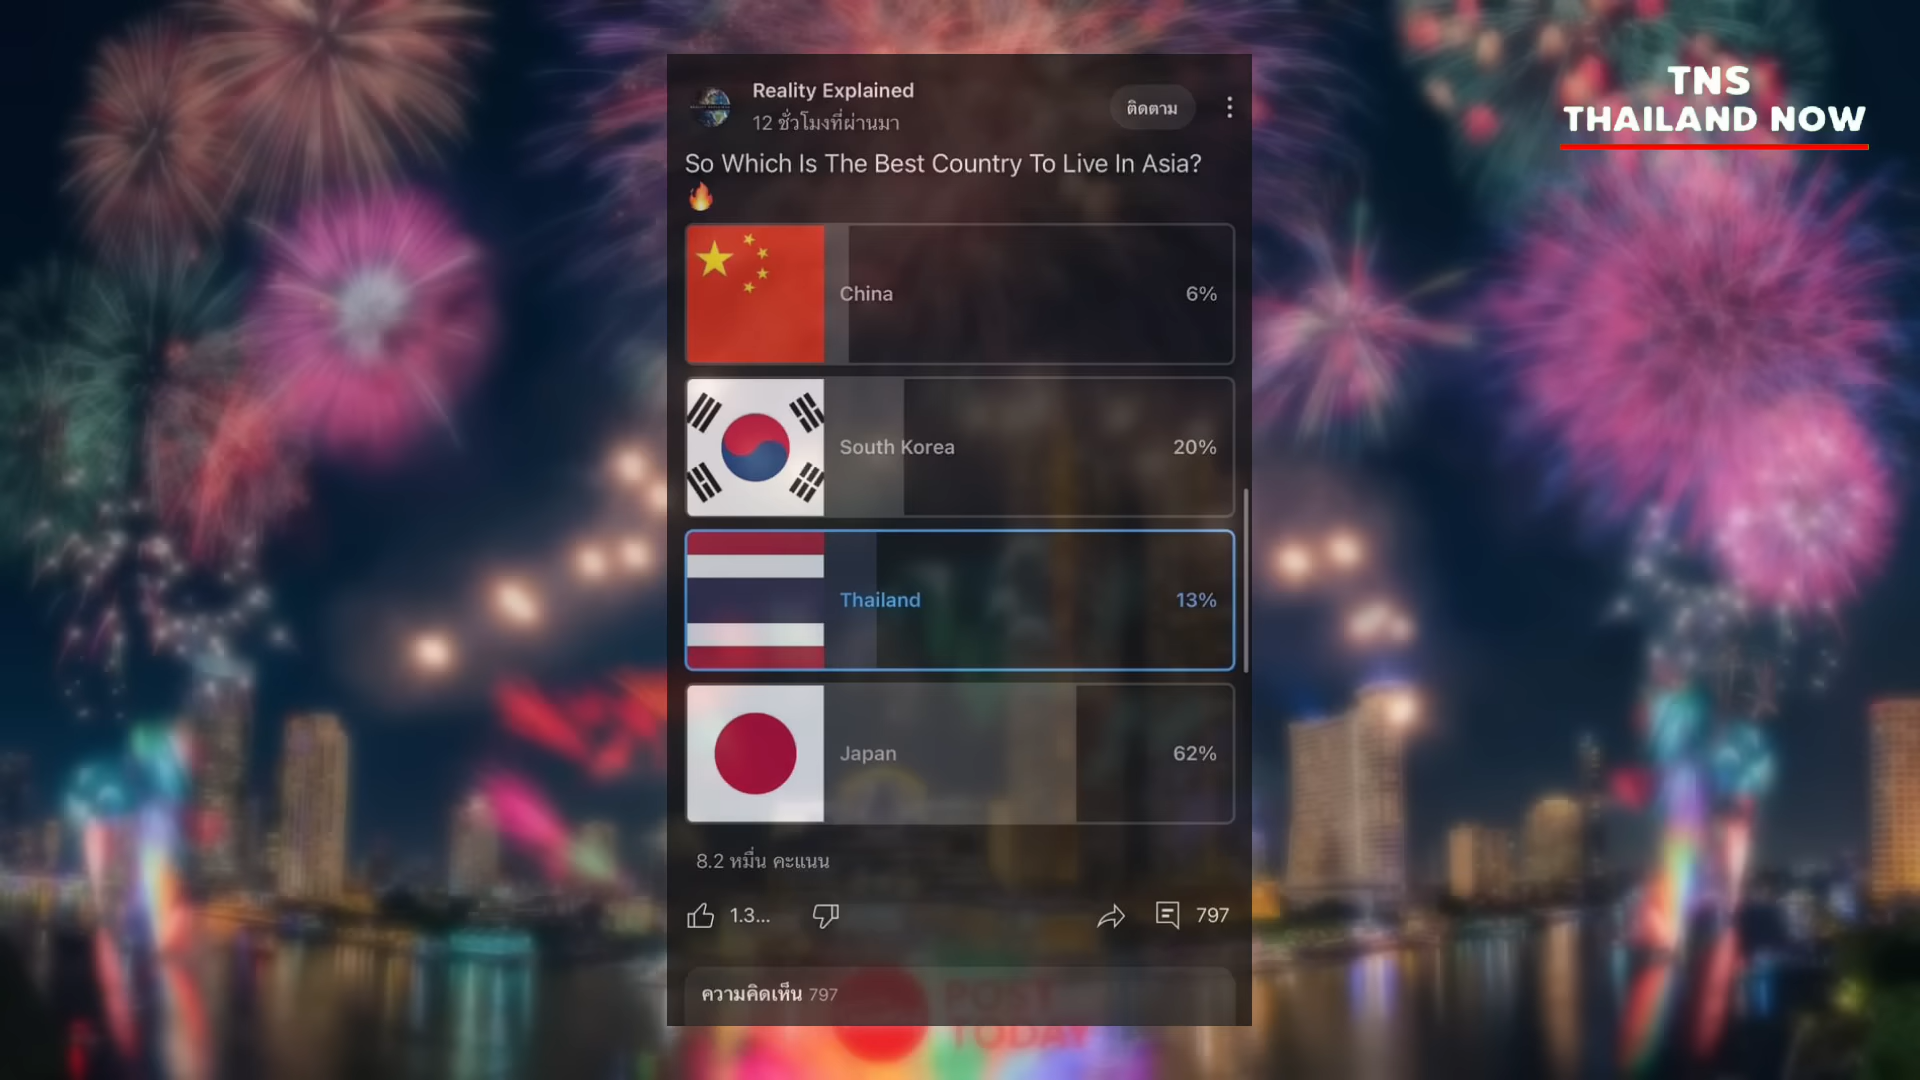 TNS
THAILAND NOW
Reality Explained
12 ชั่วโมงที่ผ่านมา
ติดตาม
So Which Is The Best Country To Live In Asia?
🔥
China 6%
South Korea 20%
Thailand 13%
Japan 62%
8.2 หมื่น คะแนน
1.3...
797
ความคิดเห็น 797
POST
TODAY